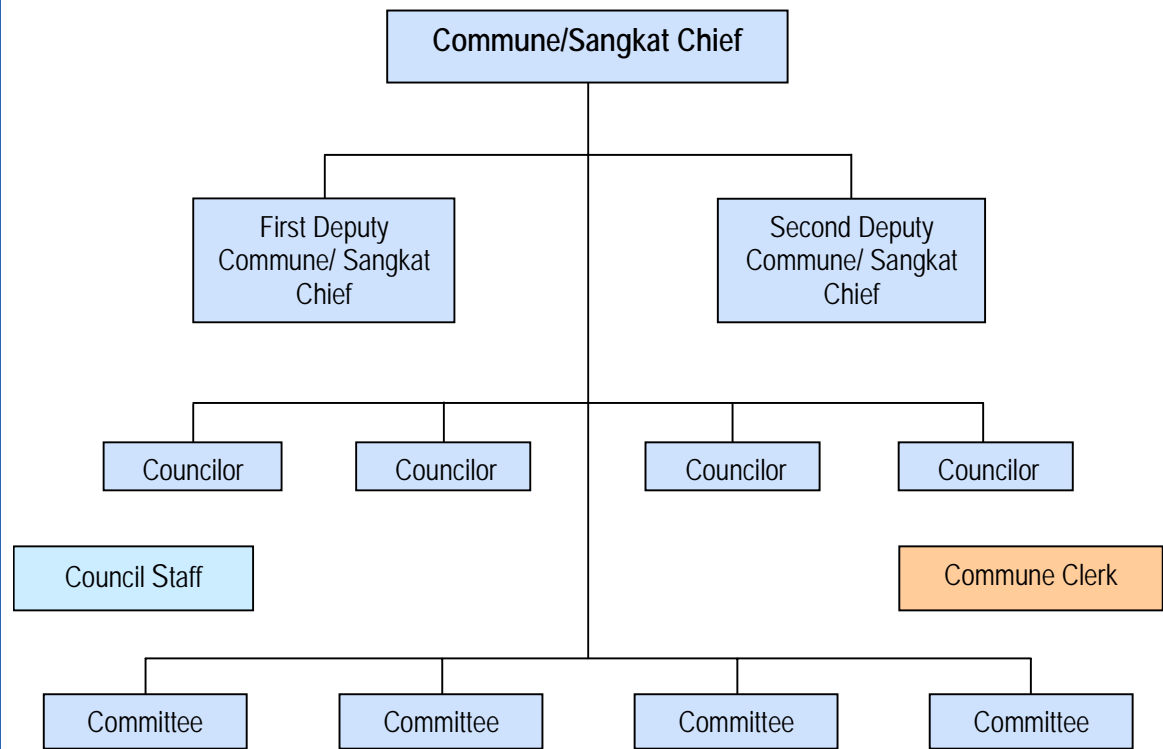 Commune/Sangkat Chief
First Deputy
Commune/ Sangkat
Chief
Second Deputy
Commune/ Sangkat
Chief
Councilor
Councilor
Councilor
Councilor
Council Staff
Commune Clerk
Committee
Committee
Committee
Committee